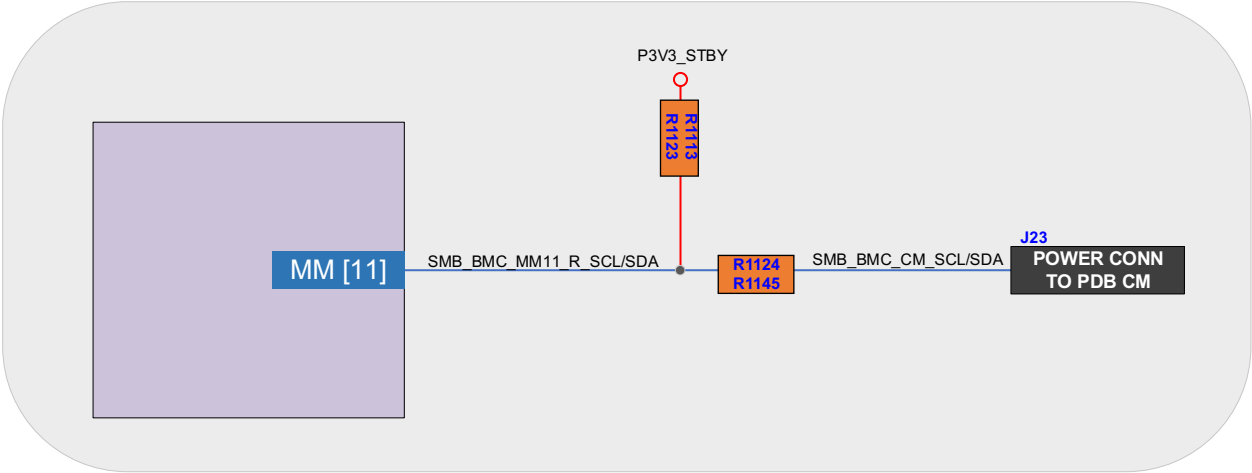 P3V3_STBY
R1113
R1123
J23
MM [11]
SMB_BMC_MM11_R_SCL/SDA
R1124
R1145
SMB_BMC_CM_SCL/SDA
POWER CONN
TO PDB CM